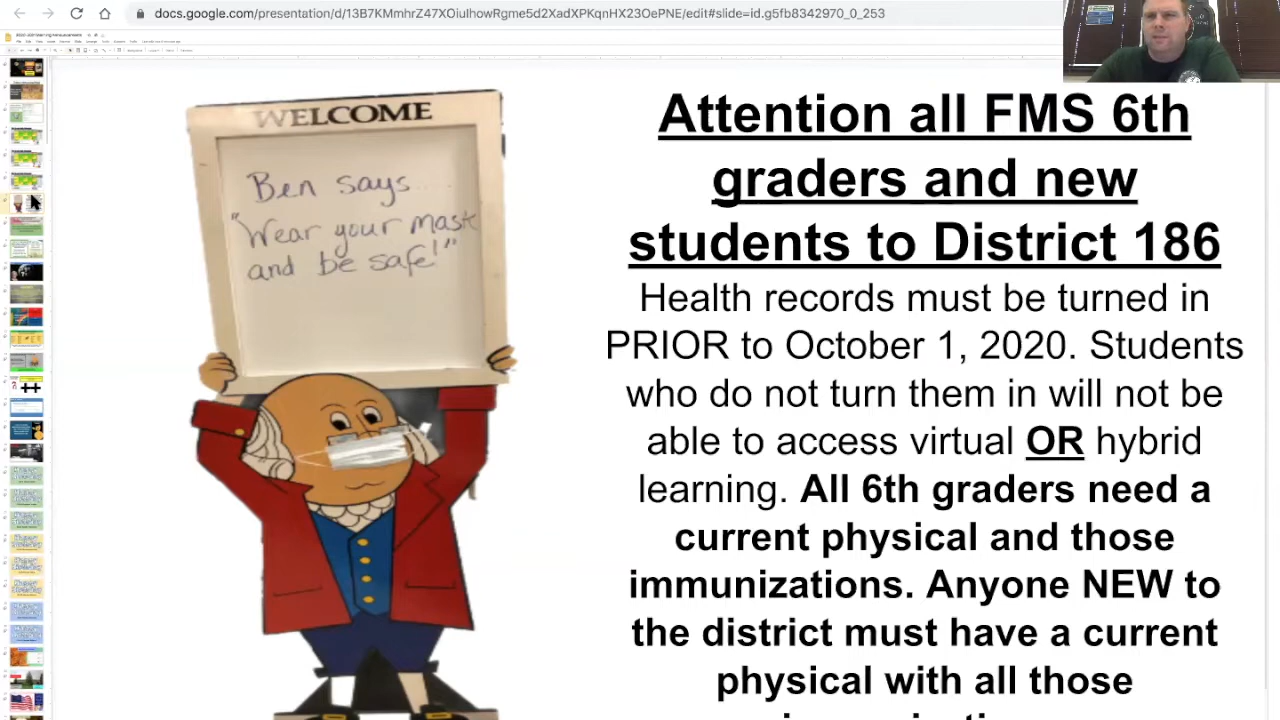 docs.google.com/presentation/d/13B7KMmhrZ47XOiulhowRgme5d2XadXPKqnHX23OePNE/edit#slide=id.g5fb8342970_0_253
WELCOME
Ben says...
"Wear your mask
and be safe!"
Attention all FMS 6th
graders and new
students to District 186
Health records must be turned in
PRIOR to October 1, 2020. Students
who do not turn them in will not be
able to access virtual OR hybrid
learning. All 6th graders need a
current physical and those
immunizations. Anyone NEW to
the district must have a current
physical with all those